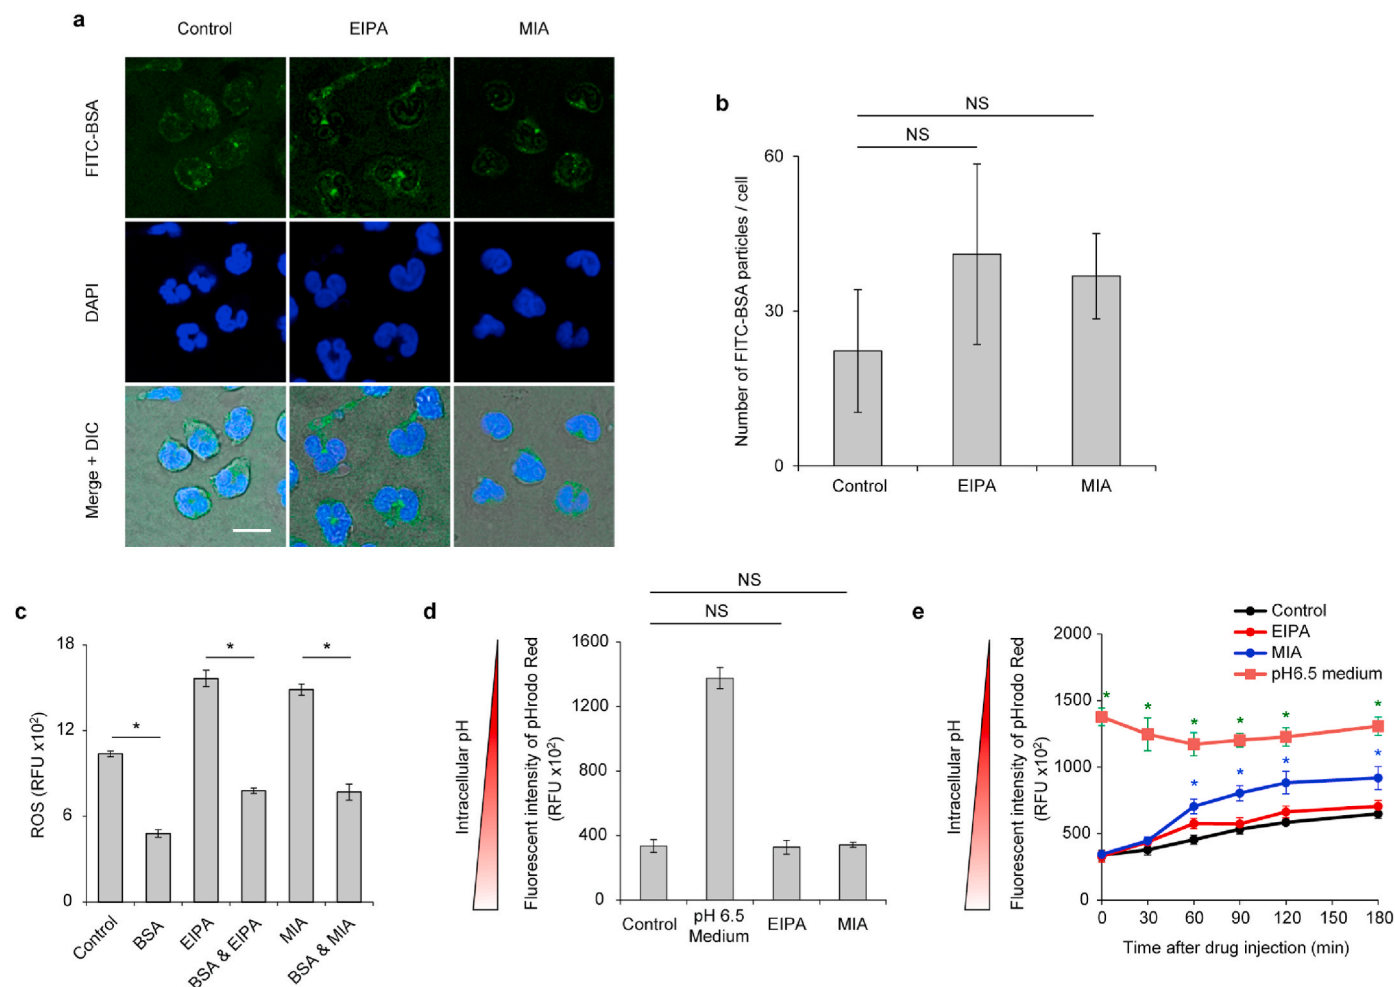 a
Control
EIPA
MIA
FITC-BSA
DAPI
Merge + DIC
b
NS
NS
Number of FITC-BSA particles / cell
60
30
0
Control
EIPA
MIA
c
ROS (RFU x10²)
18
12
6
0
*
*
*
Control
BSA
EIPA
BSA & EIPA
MIA
BSA & MIA
d
NS
NS
Intracellular pH
Fluorescent intensity of pHrodo Red
(RFU x10²)
1600
1200
800
400
0
Control
pH 6.5
Medium
EIPA
MIA
e
Control
EIPA
MIA
pH6.5 medium
Intracellular pH
Fluorescent intensity of pHrodo Red
(RFU x10²)
2000
1500
1000
500
0
* * * * * *
* * * *
0 30 60 90 120 150 180
Time after drug injection (min)